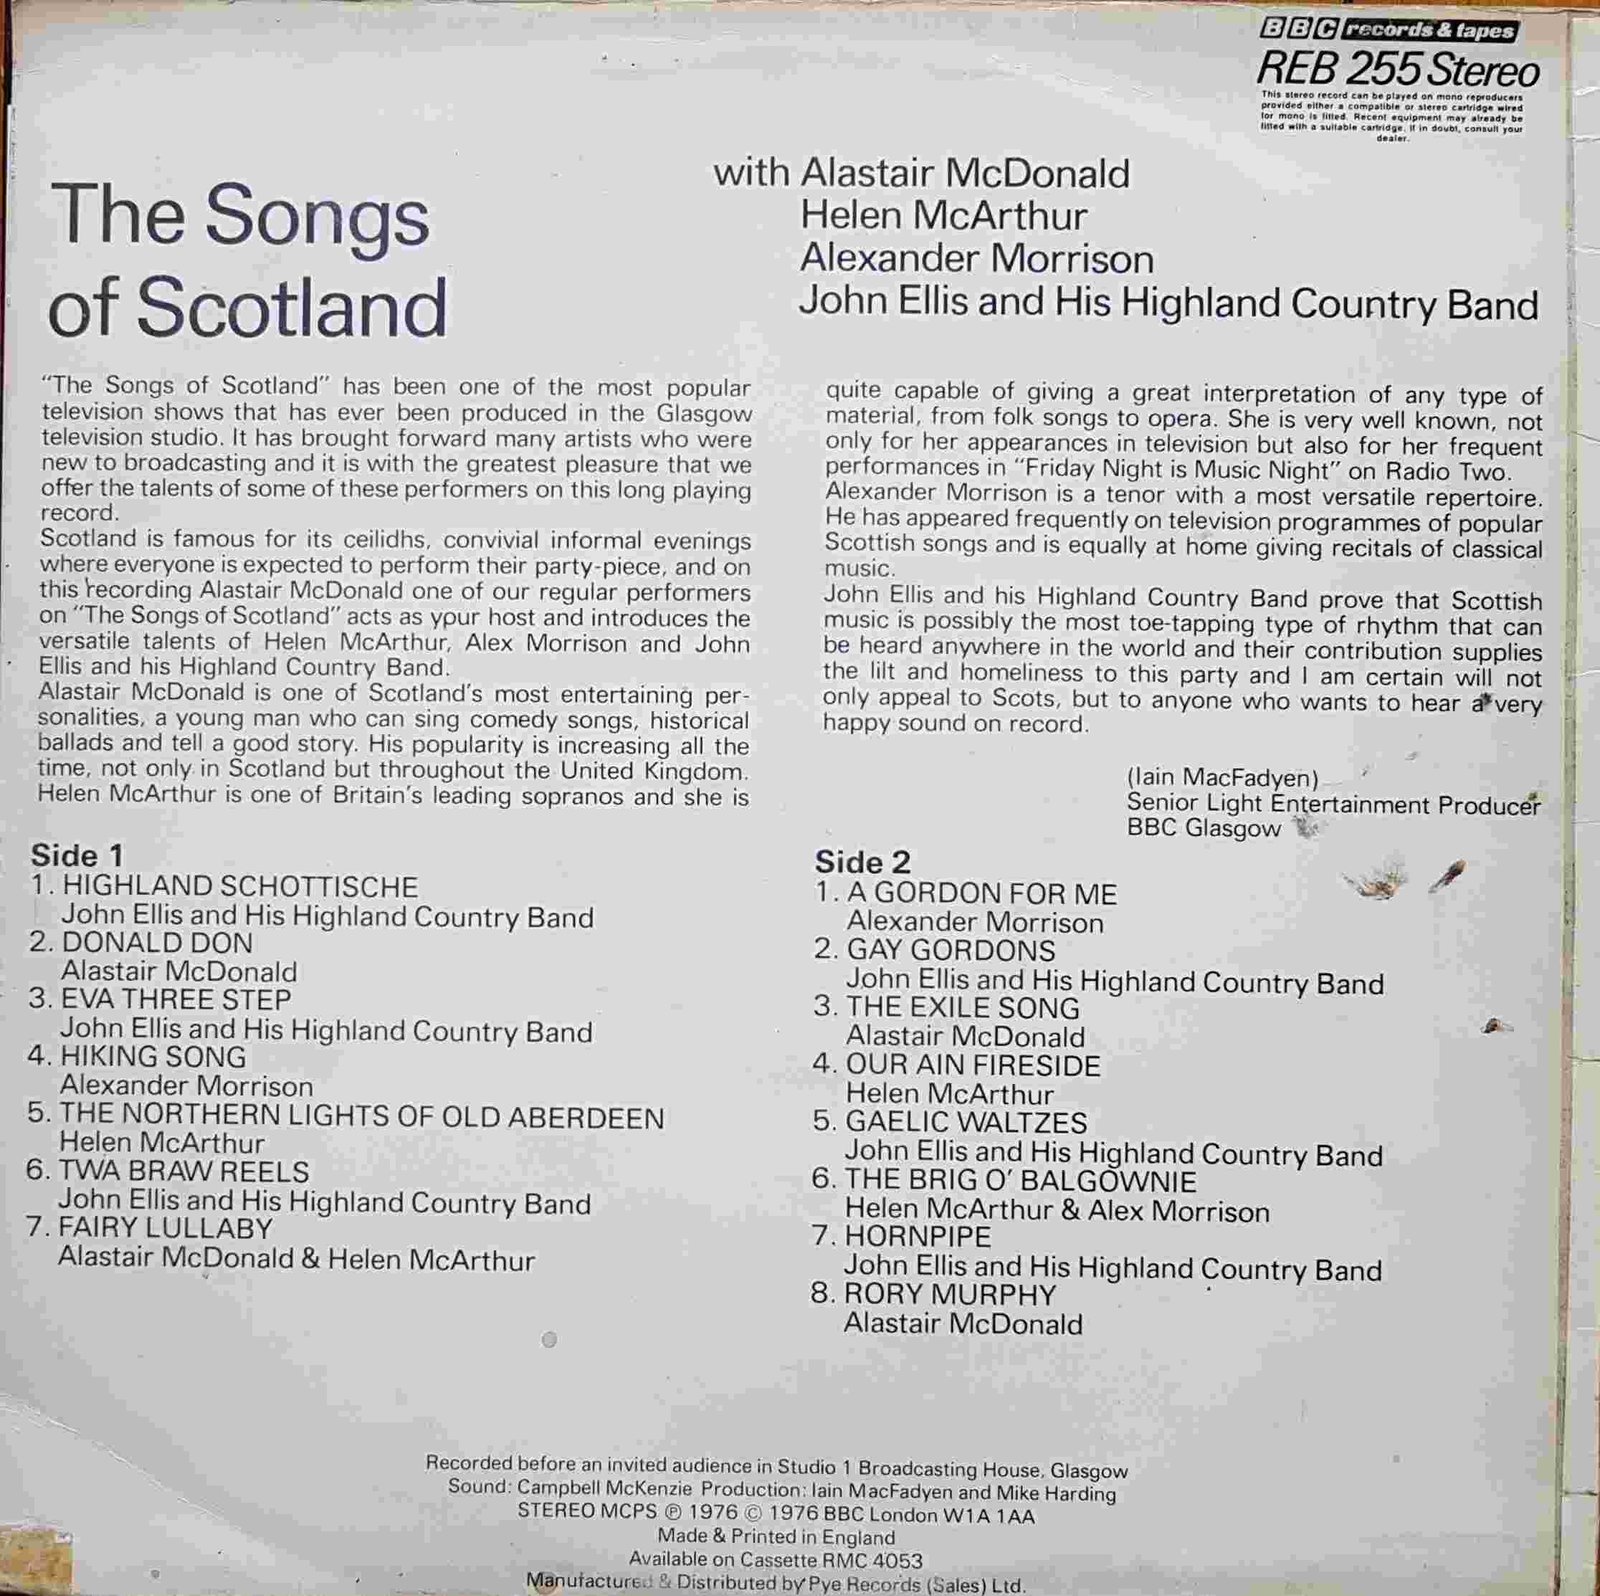 BBC records & tapes
REB 255 Stereo
This stereo record can be played on mono reproducers
provided either a compatible or stereo cartridge wired
for mono is fitted. Recent equipment may already be
fitted with a suitable cartridge. If in doubt, consult your
dealer.
The Songs
of Scotland
with Alastair McDonald
Helen McArthur
Alexander Morrison
John Ellis and His Highland Country Band
“The Songs of Scotland” has been one of the most popular
television shows that has ever been produced in the Glasgow
television studio. It has brought forward many artists who were
new to broadcasting and it is with the greatest pleasure that we
offer the talents of some of these performers on this long playing
record.
Scotland is famous for its ceilidhs, convivial informal evenings
where everyone is expected to perform their party-piece, and on
this recording Alastair McDonald one of our regular performers
on “The Songs of Scotland” acts as your host and introduces the
versatile talents of Helen McArthur, Alex Morrison and John
Ellis and his Highland Country Band.
Alastair McDonald is one of Scotland's most entertaining per-
sonalities, a young man who can sing comedy songs, historical
ballads and tell a good story. His popularity is increasing all the
time, not only in Scotland but throughout the United Kingdom.
Helen McArthur is one of Britain's leading sopranos and she is
quite capable of giving a great interpretation of any type of
material, from folk songs to opera. She is very well known, not
only for her appearances in television but also for her frequent
performances in “Friday Night is Music Night” on Radio Two.
Alexander Morrison is a tenor with a most versatile repertoire.
He has appeared frequently on television programmes of popular
Scottish songs and is equally at home giving recitals of classical
music.
John Ellis and his Highland Country Band prove that Scottish
music is possibly the most toe-tapping type of rhythm that can
be heard anywhere in the world and their contribution supplies
the lilt and homeliness to this party and I am certain will not
only appeal to Scots, but to anyone who wants to hear a very
happy sound on record.
(Iain MacFadyen)
Senior Light Entertainment Producer
BBC Glasgow
Side 1
1. HIGHLAND SCHOTTISCHE
John Ellis and His Highland Country Band
2. DONALD DON
Alastair McDonald
3. EVA THREE STEP
John Ellis and His Highland Country Band
4. HIKING SONG
Alexander Morrison
5. THE NORTHERN LIGHTS OF OLD ABERDEEN
Helen McArthur
6. TWA BRAW REELS
John Ellis and His Highland Country Band
7. FAIRY LULLABY
Alastair McDonald & Helen McArthur
Side 2
1. A GORDON FOR ME
Alexander Morrison
2. GAY GORDONS
John Ellis and His Highland Country Band
3. THE EXILE SONG
Alastair McDonald
4. OUR AIN FIRESIDE
Helen McArthur
5. GAELIC WALTZES
John Ellis and His Highland Country Band
6. THE BRIG O' BALGOWNIE
Helen McArthur & Alex Morrison
7. HORNPIPE
John Ellis and His Highland Country Band
8. RORY MURPHY
Alastair McDonald
Recorded before an invited audience in Studio 1 Broadcasting House, Glasgow
Sound: Campbell McKenzie Production: Iain MacFadyen and Mike Harding
STEREO MCPS ℗ 1976 © 1976 BBC London W1A 1AA
Made & Printed in England
Available on Cassette RMC 4053
Manufactured & Distributed by Pye Records (Sales) Ltd.